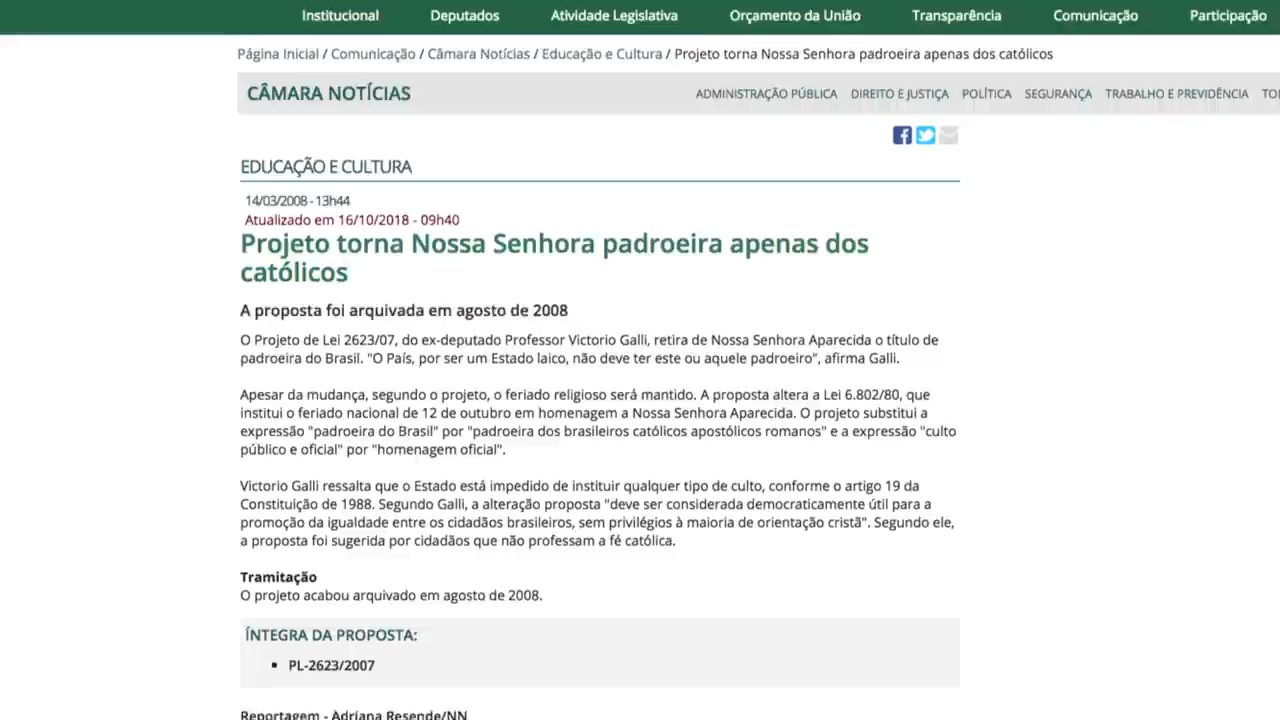 Institucional Deputados Atividade Legislativa Orçamento da União Transparência Comunicação Participação
Página Inicial / Comunicação / Câmara Notícias / Educação e Cultura / Projeto torna Nossa Senhora padroeira apenas dos católicos
CÂMARA NOTÍCIAS ADMINISTRAÇÃO PÚBLICA DIREITO E JUSTIÇA POLÍTICA SEGURANÇA TRABALHO E PREVIDÊNCIA
EDUCAÇÃO E CULTURA
14/03/2008 - 13h44
Atualizado em 16/10/2018 - 09h40
Projeto torna Nossa Senhora padroeira apenas dos
católicos
A proposta foi arquivada em agosto de 2008
O Projeto de Lei 2623/07, do ex-deputado Professor Victorio Galli, retira de Nossa Senhora Aparecida o título de
padroeira do Brasil. "O País, por ser um Estado laico, não deve ter este ou aquele padroeiro", afirma Galli.
Apesar da mudança, segundo o projeto, o feriado religioso será mantido. A proposta altera a Lei 6.802/80, que
institui o feriado nacional de 12 de outubro em homenagem a Nossa Senhora Aparecida. O projeto substitui a
expressão "padroeira do Brasil" por "padroeira dos brasileiros católicos apostólicos romanos" e a expressão "culto
público e oficial" por "homenagem oficial".
Victorio Galli ressalta que o Estado está impedido de instituir qualquer tipo de culto, conforme o artigo 19 da
Constituição de 1988. Segundo Galli, a alteração proposta "deve ser considerada democraticamente útil para a
promoção da igualdade entre os cidadãos brasileiros, sem privilégios à maioria de orientação cristã". Segundo ele,
a proposta foi sugerida por cidadãos que não professam a fé católica.
Tramitação
O projeto acabou arquivado em agosto de 2008.
ÍNTEGRA DA PROPOSTA:
▪ PL-2623/2007
Reportagem - Adriana Resende/NN